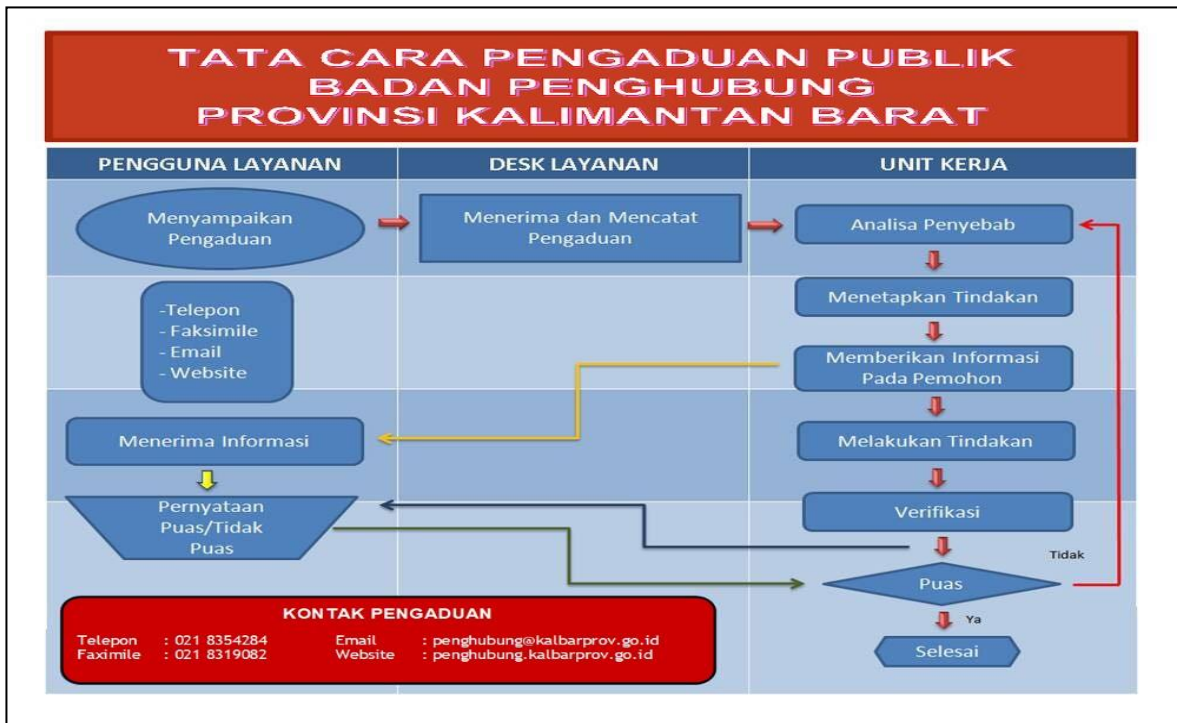 TATA CARA PENGADUAN PUBLIK
BADAN PENGHUBUNG
PROVINSI KALIMANTAN BARAT
PENGGUNA LAYANAN
DESK LAYANAN
UNIT KERJA
Menyampaikan
Pengaduan
Menerima dan Mencatat
Pengaduan
Analisa Penyebab
-Telepon
- Faksimile
- Email
- Website
Menetapkan Tindakan
Memberikan Informasi
Pada Pemohon
Menerima Informasi
Melakukan Tindakan
Pernyataan
Puas/Tidak
Puas
Verifikasi
Tidak
Puas
Ya
Selesai
KONTAK PENGADUAN
Telepon : 021 8354284 Email : penghubung@kalbarprov.go.id
Faximile : 021 8319082 Website : penghubung.kalbarprov.go.id